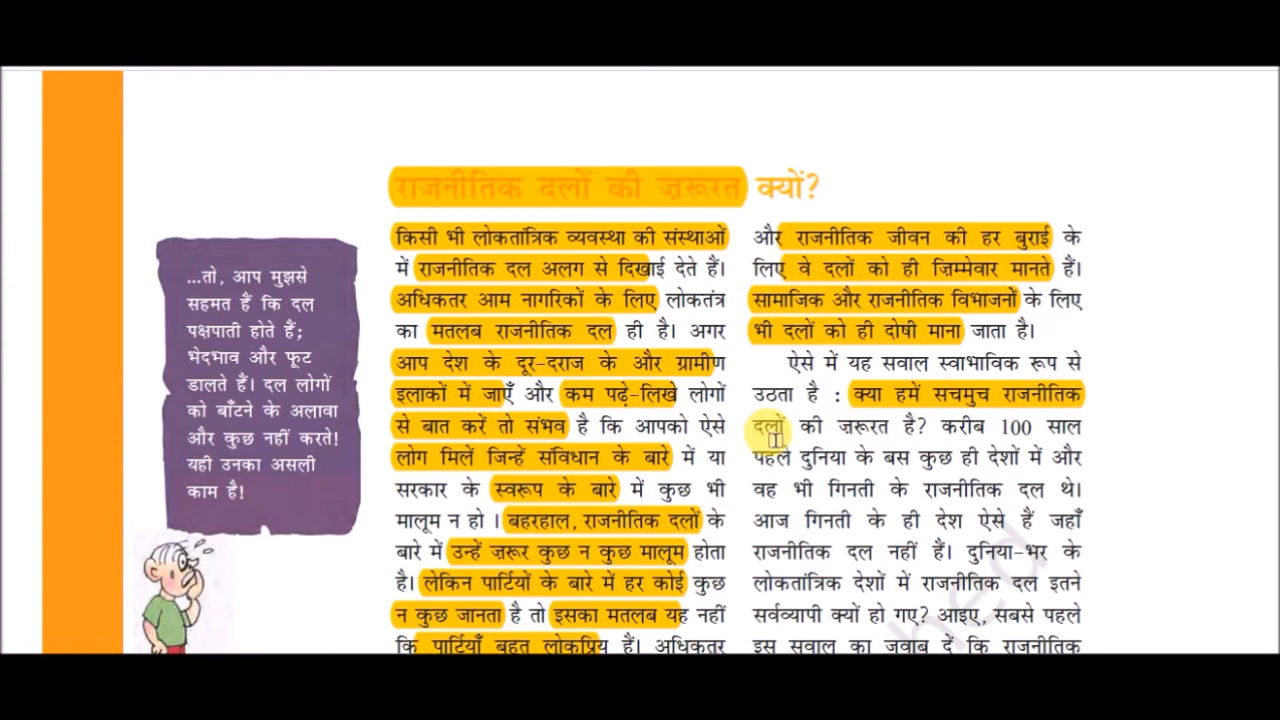 राजनीतिक दलों की ज़रूरत क्यों?
...तो, आप मुझसे
सहमत हैं कि दल
पक्षपाती होते हैं;
भेदभाव और फूट
डालते हैं। दल लोगों
को बाँटने के अलावा
और कुछ नहीं करते!
यही उनका असली
काम है!
किसी भी लोकतांत्रिक व्यवस्था की संस्थाओं
में राजनीतिक दल अलग से दिखाई देते हैं।
अधिकतर आम नागरिकों के लिए लोकतंत्र
का मतलब राजनीतिक दल ही है। अगर
आप देश के दूर-दराज के और ग्रामीण
इलाकों में जाएँ और कम पढ़े-लिखे लोगों
से बात करें तो संभव है कि आपको ऐसे
लोग मिलें जिन्हें संविधान के बारे में या
सरकार के स्वरूप के बारे में कुछ भी
मालूम न हो । बहरहाल, राजनीतिक दलों के
बारे में उन्हें ज़रूर कुछ न कुछ मालूम होता
है। लेकिन पार्टियों के बारे में हर कोई कुछ
न कुछ जानता है तो इसका मतलब यह नहीं
कि पार्टियाँ बहुत लोकप्रिय हैं। अधिकतर
और राजनीतिक जीवन की हर बुराई के
लिए वे दलों को ही ज़िम्मेवार मानते हैं।
सामाजिक और राजनीतिक विभाजनों के लिए
भी दलों को ही दोषी माना जाता है।
ऐसे में यह सवाल स्वाभाविक रूप से
उठता है : क्या हमें सचमुच राजनीतिक
दलों की ज़रूरत है? करीब 100 साल
पहले दुनिया के बस कुछ ही देशों में और
वह भी गिनती के राजनीतिक दल थे।
आज गिनती के ही देश ऐसे हैं जहाँ
राजनीतिक दल नहीं हैं। दुनिया-भर के
लोकतांत्रिक देशों में राजनीतिक दल इतने
सर्वव्यापी क्यों हो गए? आइए, सबसे पहले
इस सवाल का जवाब दें कि राजनीतिक
hed